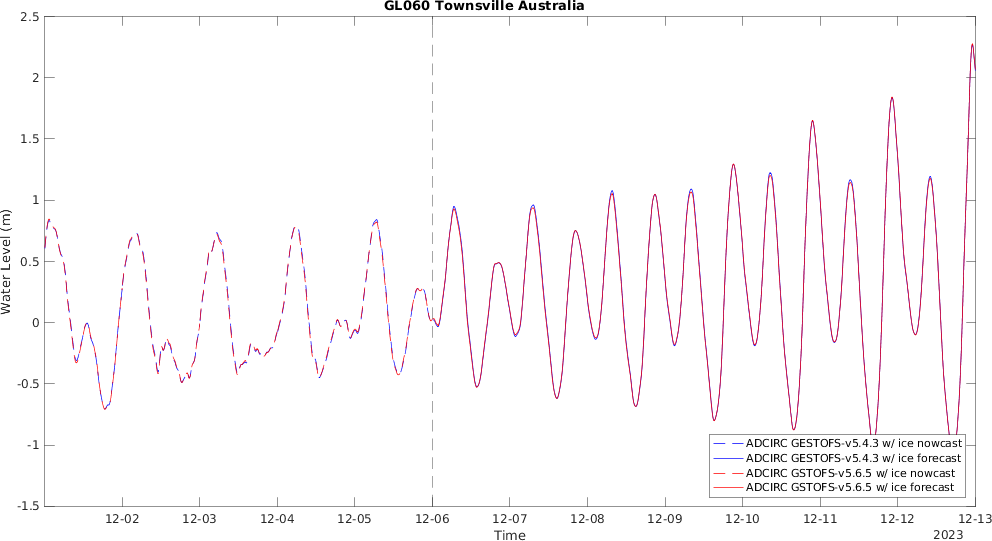 GL060 Townsville Australia
2.5
2
1.5
1
0.5
0
-0.5
-1
-1.5
Water Level (m)
ADCIRC GESTOFS-v5.4.3 w/ ice nowcast
ADCIRC GESTOFS-v5.4.3 w/ ice forecast
ADCIRC GSTOFS-v5.6.5 w/ ice nowcast
ADCIRC GSTOFS-v5.6.5 w/ ice forecast
12-02 12-03 12-04 12-05 12-06 12-07 12-08 12-09 12-10 12-11 12-12 12-13
Time
2023